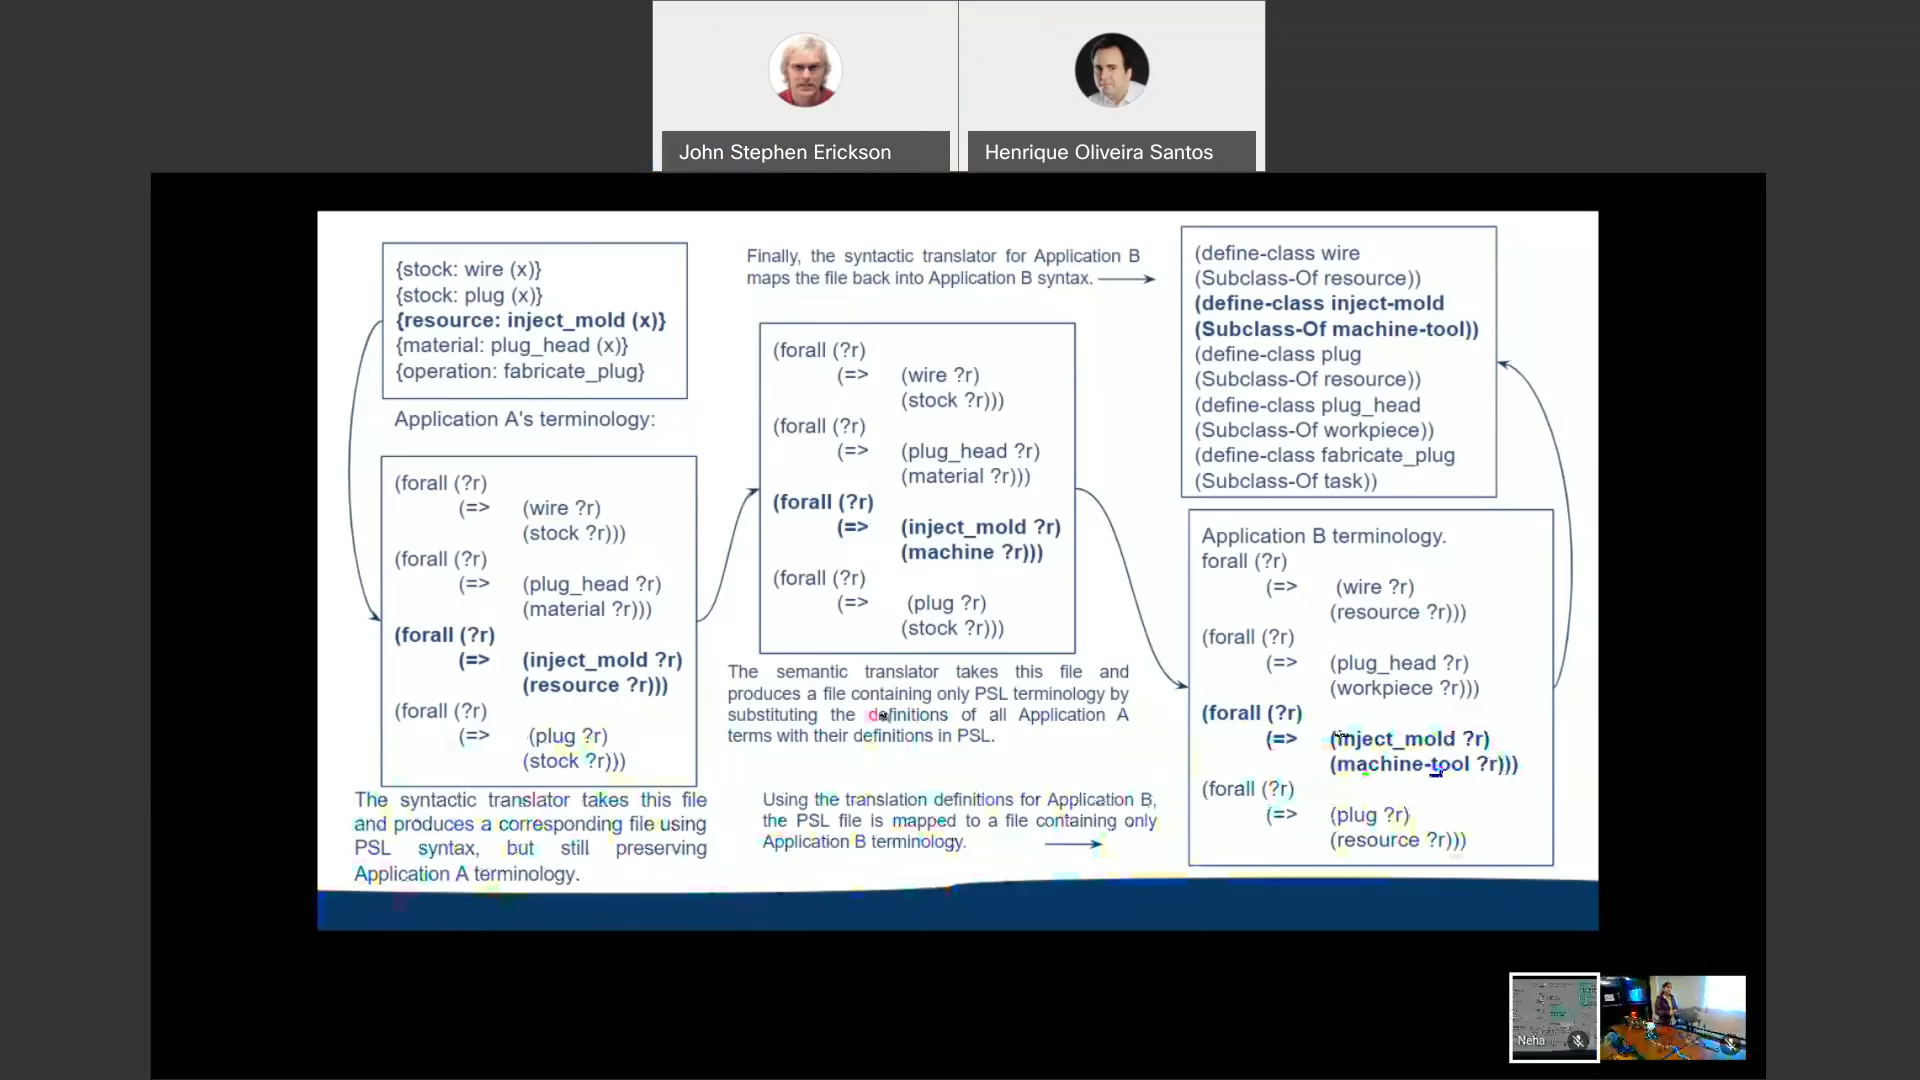 John Stephen Erickson
Henrique Oliveira Santos
{stock: wire (x)}
{stock: plug (x)}
{resource: inject_mold (x)}
{material: plug_head (x)}
{operation: fabricate_plug}
Application A's terminology:
(forall (?r)
(=> (wire ?r)
(stock ?r)))
(forall (?r)
(=> (plug_head ?r)
(material ?r)))
(forall (?r)
(=> (inject_mold ?r)
(resource ?r)))
(forall (?r)
(=> (plug ?r)
(stock ?r)))
The syntactic translator takes this file
and produces a corresponding file using
PSL syntax, but still preserving
Application A terminology.
Finally, the syntactic translator for Application B
maps the file back into Application B syntax.
(forall (?r)
(=> (wire ?r)
(stock ?r)))
(forall (?r)
(=> (plug_head ?r)
(material ?r)))
(forall (?r)
(=> (inject_mold ?r)
(machine ?r)))
(forall (?r)
(=> (plug ?r)
(stock ?r)))
The semantic translator takes this file and
produces a file containing only PSL terminology by
substituting the definitions of all Application A
terms with their definitions in PSL.
Using the translation definitions for Application B,
the PSL file is mapped to a file containing only
Application B terminology.
(define-class wire
(Subclass-Of resource))
(define-class inject-mold
(Subclass-Of machine-tool))
(define-class plug
(Subclass-Of resource))
(define-class plug_head
(Subclass-Of workpiece))
(define-class fabricate_plug
(Subclass-Of task))
Application B terminology.
forall (?r)
(=> (wire ?r)
(resource ?r)))
(forall (?r)
(=> (plug_head ?r)
(workpiece ?r)))
(forall (?r)
(=> (inject_mold ?r)
(machine-tool ?r)))
(forall (?r)
(=> (plug ?r)
(resource ?r)))
Neha